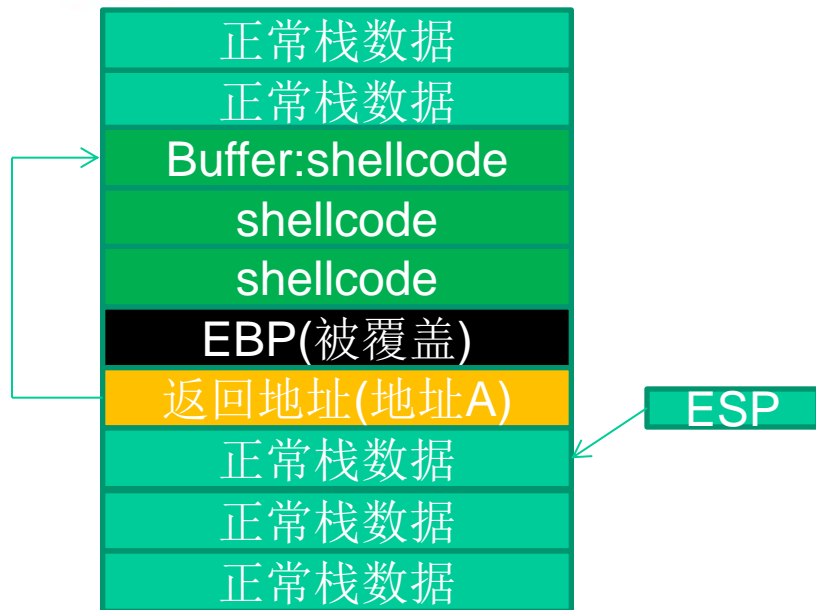 正常栈数据
正常栈数据
Buffer:shellcode
shellcode
shellcode
EBP(被覆盖)
返回地址(地址A)
ESP
正常栈数据
正常栈数据
正常栈数据